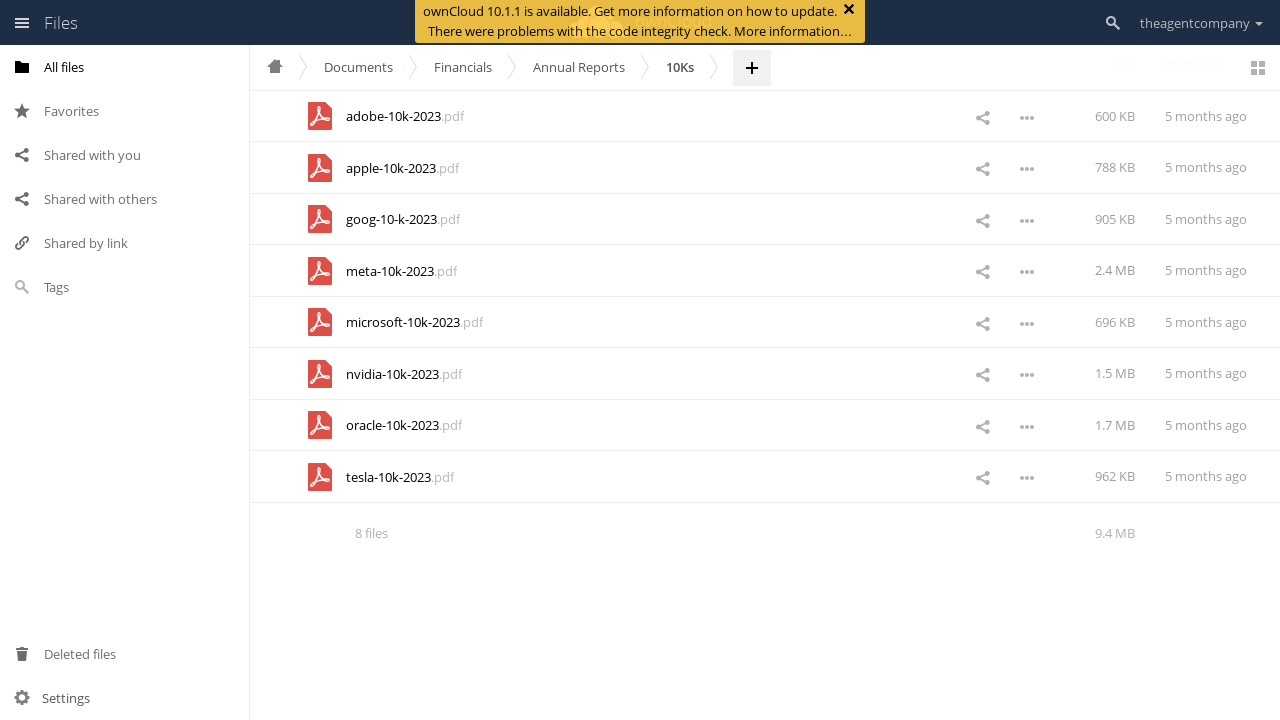 Files
ownCloud 10.1.1 is available. Get more information on how to update.
There were problems with the code integrity check. More information…
theagentcompany
All files
Favorites
Shared with you
Shared with others
Shared by link
Tags
Deleted files
Settings
Documents
Financials
Annual Reports
10Ks
adobe-10k-2023.pdf 600 KB 5 months ago
apple-10k-2023.pdf 788 KB 5 months ago
goog-10-k-2023.pdf 905 KB 5 months ago
meta-10k-2023.pdf 2.4 MB 5 months ago
microsoft-10k-2023.pdf 696 KB 5 months ago
nvidia-10k-2023.pdf 1.5 MB 5 months ago
oracle-10k-2023.pdf 1.7 MB 5 months ago
tesla-10k-2023.pdf 962 KB 5 months ago
8 files 9.4 MB